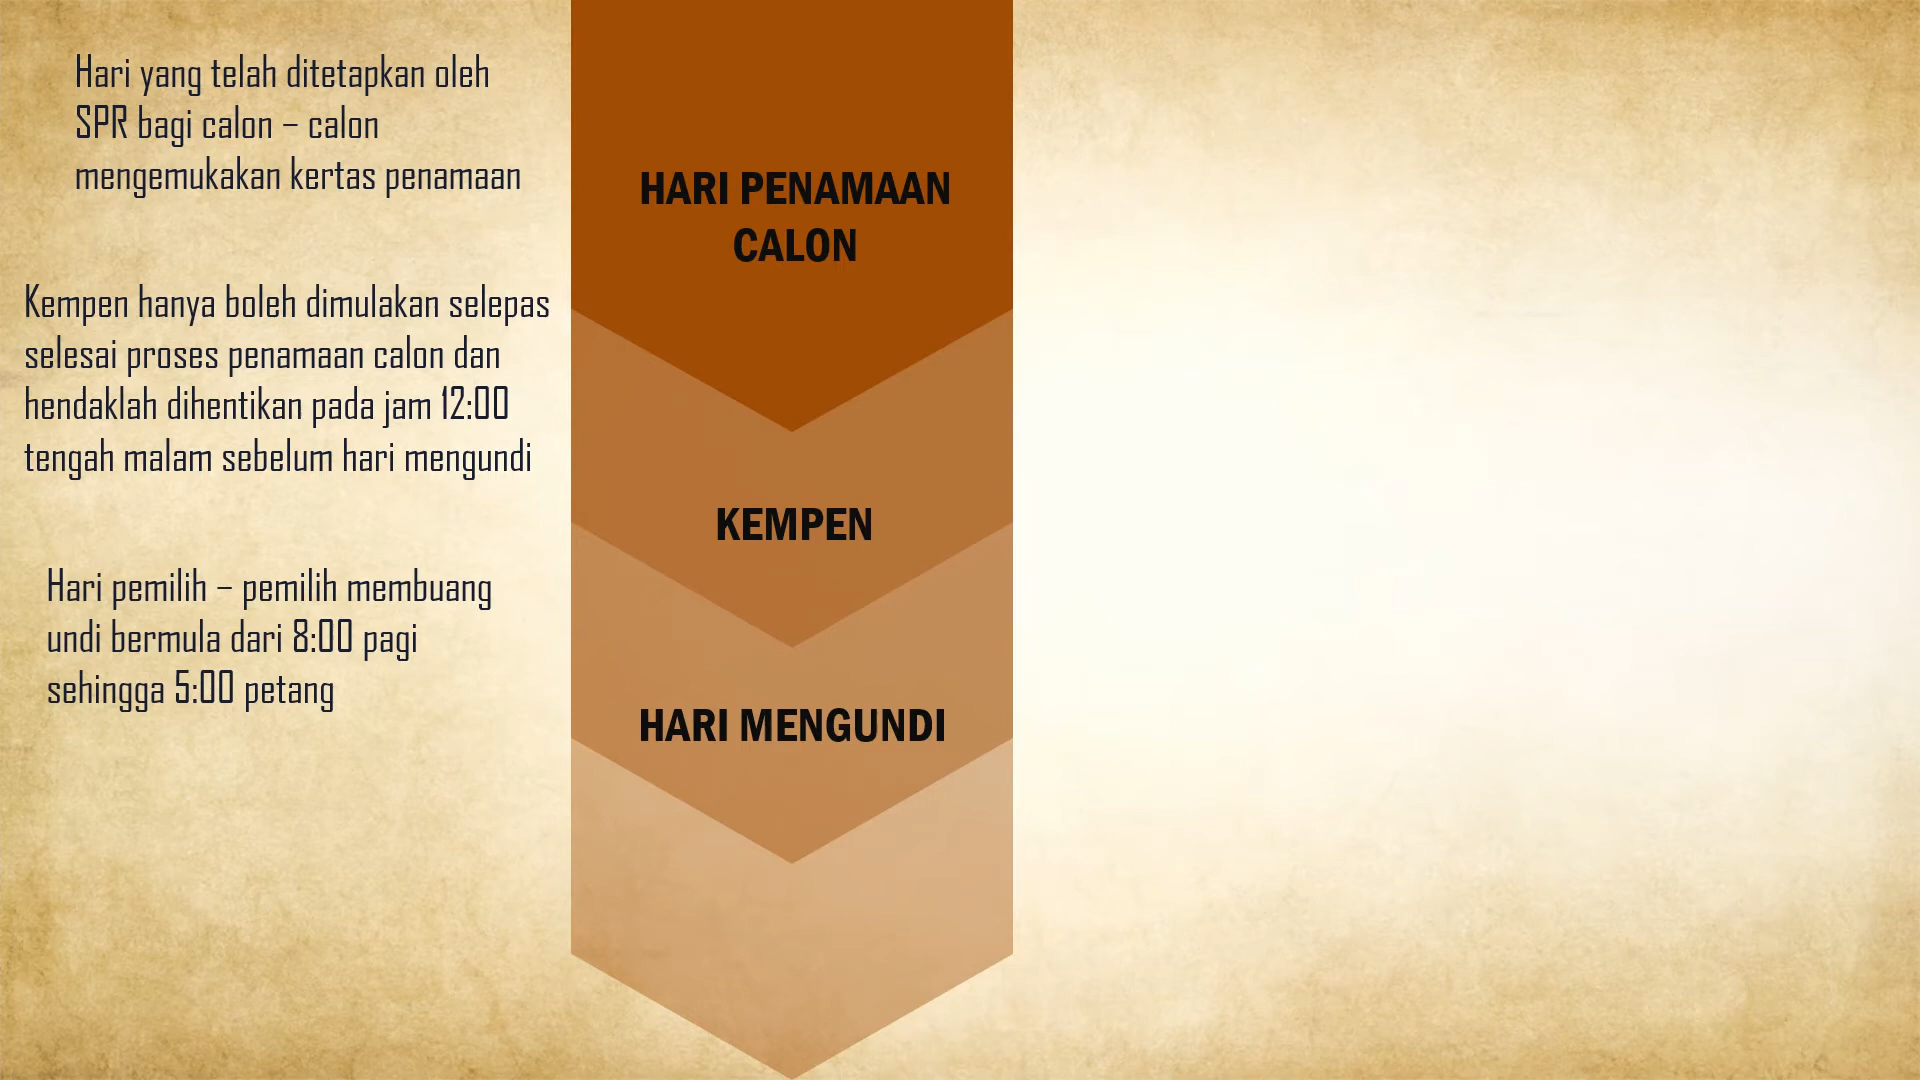 Hari yang telah ditetapkan oleh
SPR bagi calon – calon
mengemukakan kertas penamaan
HARI PENAMAAN
CALON
Kempen hanya boleh dimulakan selepas
selesai proses penamaan calon dan
hendaklah dihentikan pada jam 12:00
tengah malam sebelum hari mengundi
KEMPEN
Hari pemilih – pemilih membuang
undi bermula dari 8:00 pagi
sehingga 5:00 petang
HARI MENGUNDI